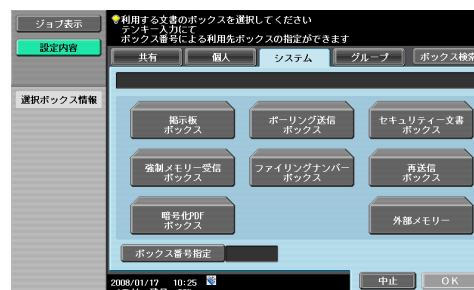 ジョブ表示
設定内容
選択ボックス情報
利用する文書のボックスを選択してください
テンキー入力にて
ボックス番号による利用先ボックスの指定ができます
共有
個人
システム
グループ
ボックス検索
掲示板
ボックス
ポーリング送信
ボックス
セキュリティー文書
ボックス
強制メモリー受信
ボックス
ファイリングナンバー
ボックス
再送信
ボックス
暗号化PDF
ボックス
外部メモリー
ボックス番号指定
2008/01/17 10:25
中止
OK